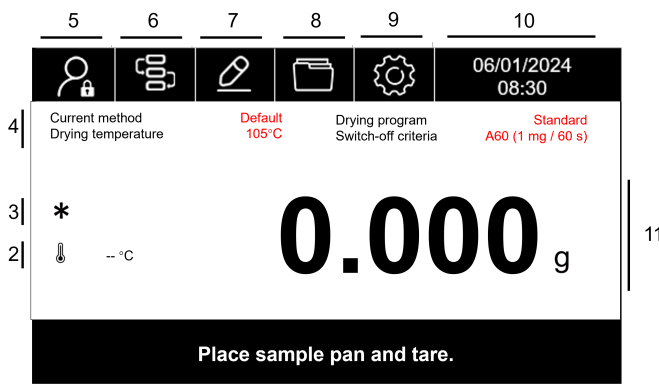 5 6 7 8 9 10
06/01/2024
08:30
4 Current method Default Drying program Standard
Drying temperature 105°C Switch-off criteria A60 (1 mg / 60 s)
3 *
2 -- °C
0.000 g
11
Place sample pan and tare.